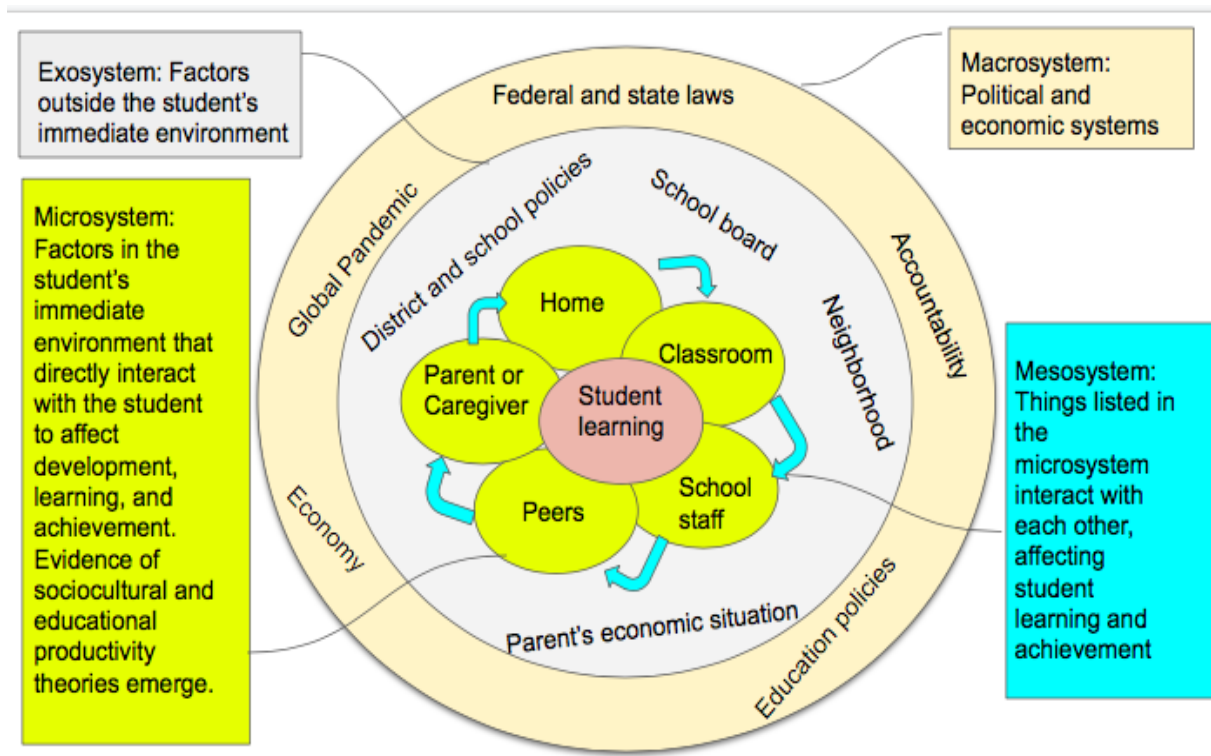 Exosystem: Factors
outside the student's
immediate environment
Macrosystem:
Political and
economic systems
Microsystem:
Factors in the
student's
immediate
environment that
directly interact
with the student
to affect
development,
learning, and
achievement.
Evidence of
sociocultural and
educational
productivity
theories emerge.
Federal and state laws
Global Pandemic
Accountability
Economy
Education policies
District and school policies
School board
Neighborhood
Parent's economic situation
Home
Classroom
Parent or
Caregiver
Student
learning
Peers
School
staff
Mesosystem:
Things listed in
the
microsystem
interact with
each other,
affecting
student
learning and
achievement